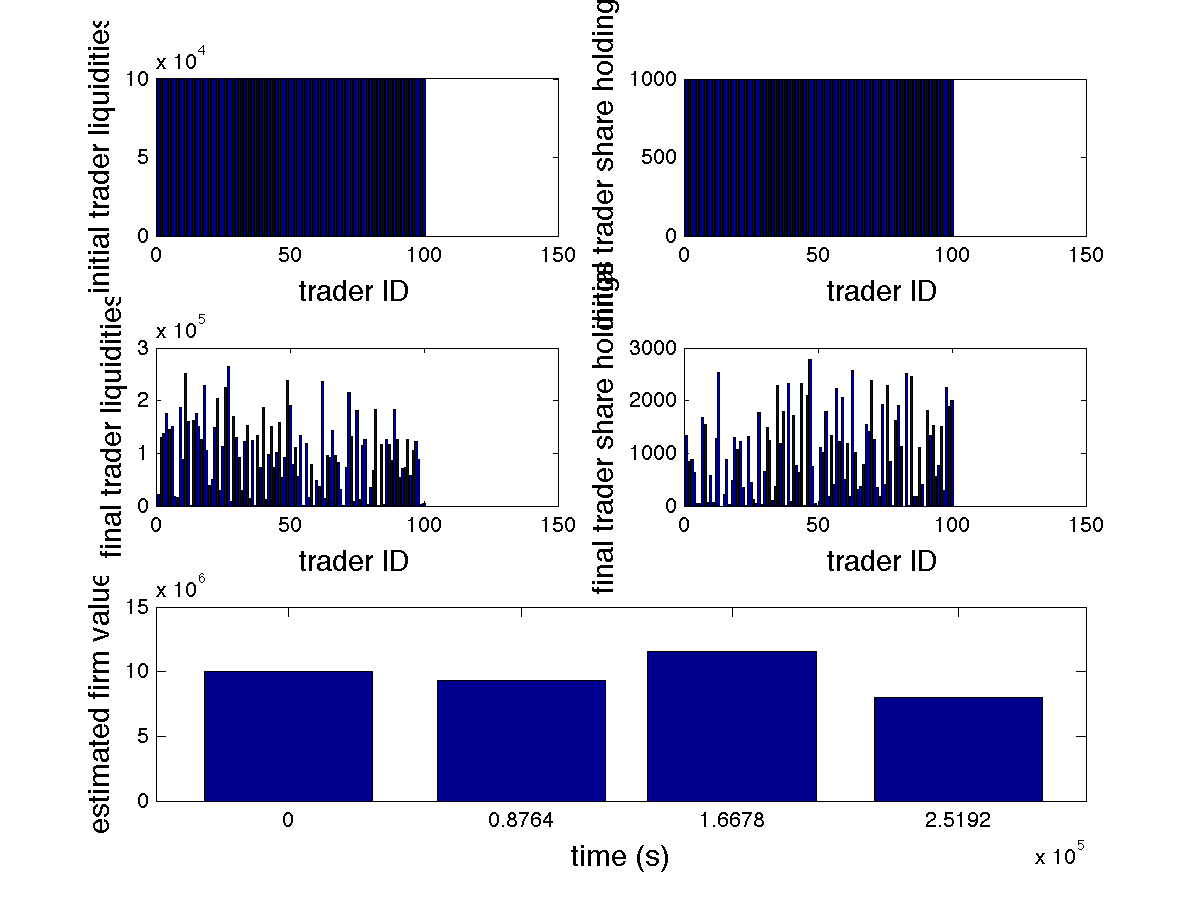 initial trader liquidities
x 10^4
10
5
0
0 50 100 150
trader ID
trader share holding
1000
500
0
0 50 100 150
trader ID
final trader liquidities
x 10^5
3
2
1
0
0 50 100 150
trader ID
final trader share holdings
3000
2000
1000
0
0 50 100 150
trader ID
estimated firm value
x 10^6
15
10
5
0
0 0.8764 1.6678 2.5192
time (s)
x 10^5